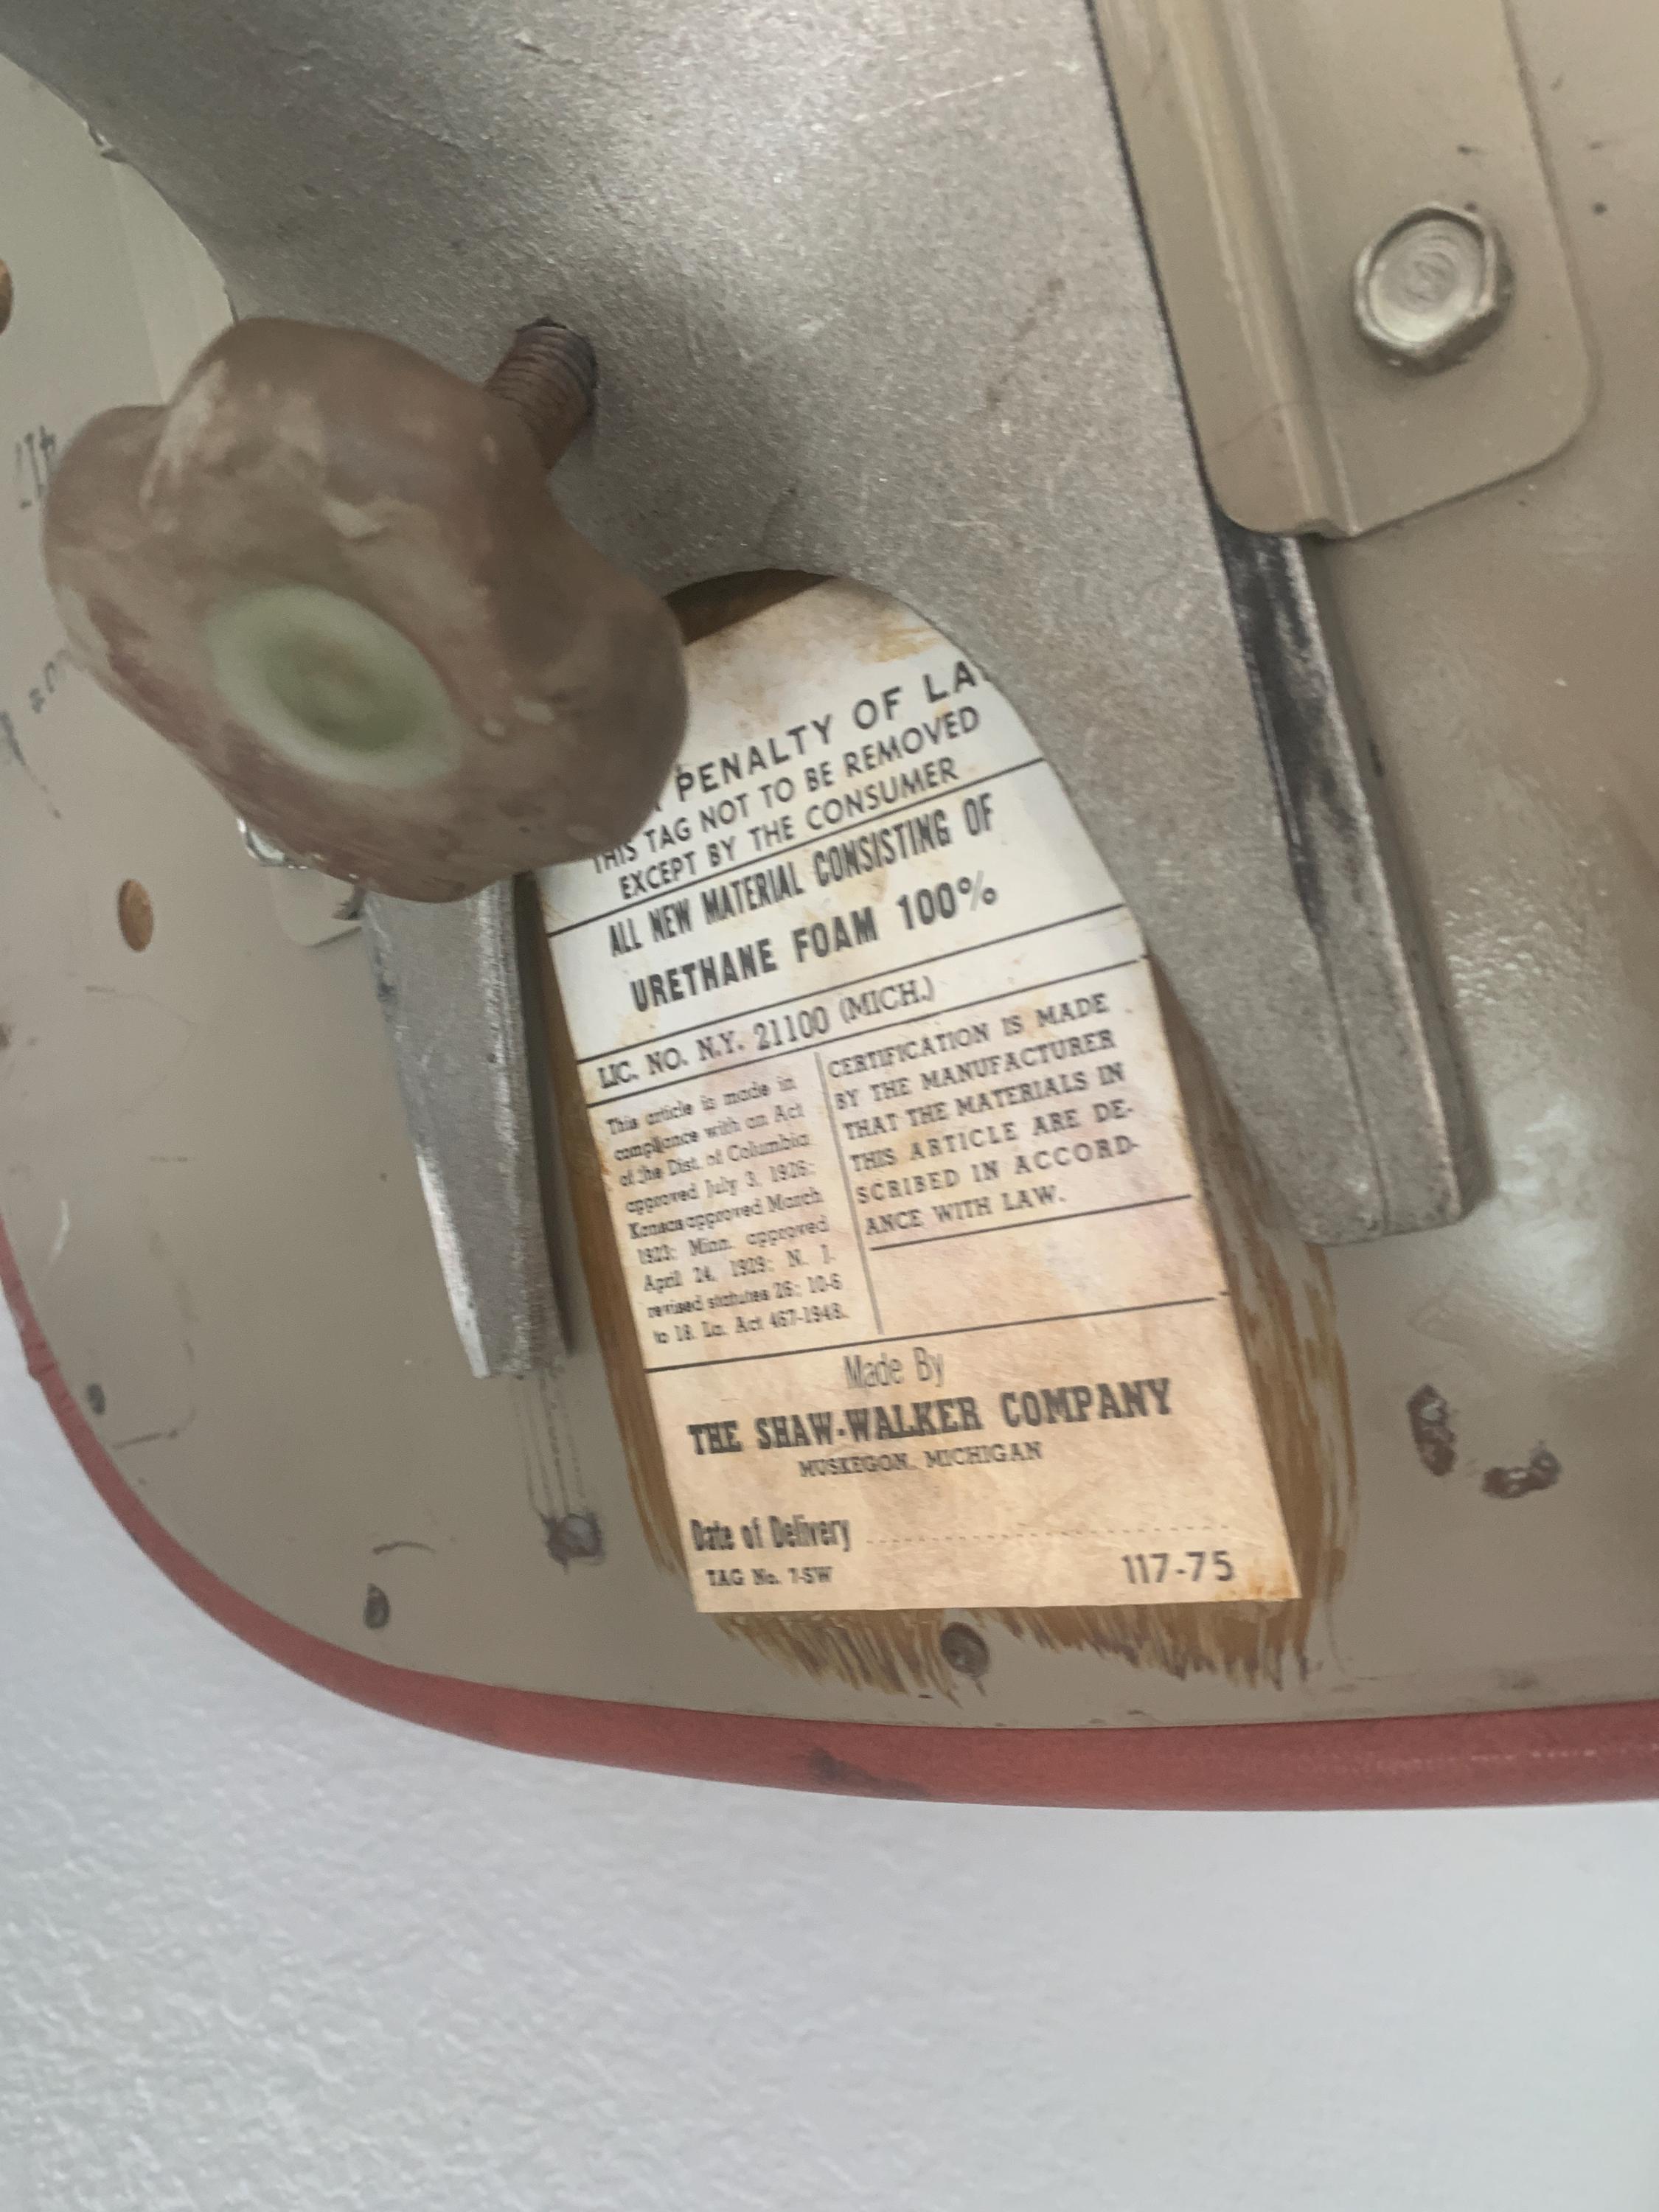 PENALTY OF LA
THIS TAG NOT TO BE REMOVED
EXCEPT BY THE CONSUMER
ALL NEW MATERIAL CONSISTING OF
URETHANE FOAM 100%
LIC. NO. N.Y. 21100 (MICH.)
This article is made in
compliance with an Act
of the Dist. of Columbia
approved July 3, 1926;
Kansas approved March
1923; Minn. approved
April 24, 1929; N. J.
revised statutes 26; 10-6
to 18. La. Act 467-1948.
CERTIFICATION IS MADE
BY THE MANUFACTURER
THAT THE MATERIALS IN
THIS ARTICLE ARE DE-
SCRIBED IN ACCORD-
ANCE WITH LAW.
Made By
THE SHAW-WALKER COMPANY
MUSKEGON, MICHIGAN
Date of Delivery
TAG No. 7-SW
117-75